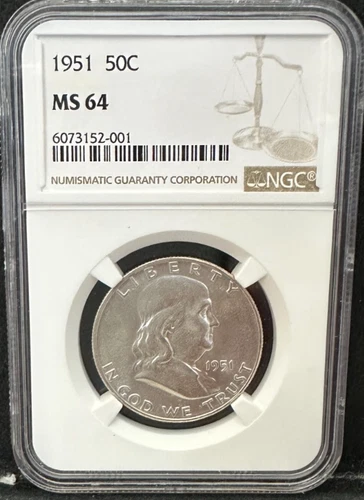 1951 50C
MS 64
6073152-001
NUMISMATIC GUARANTY CORPORATION NGC®
LIBERTY
1951
IN GOD WE TRUST